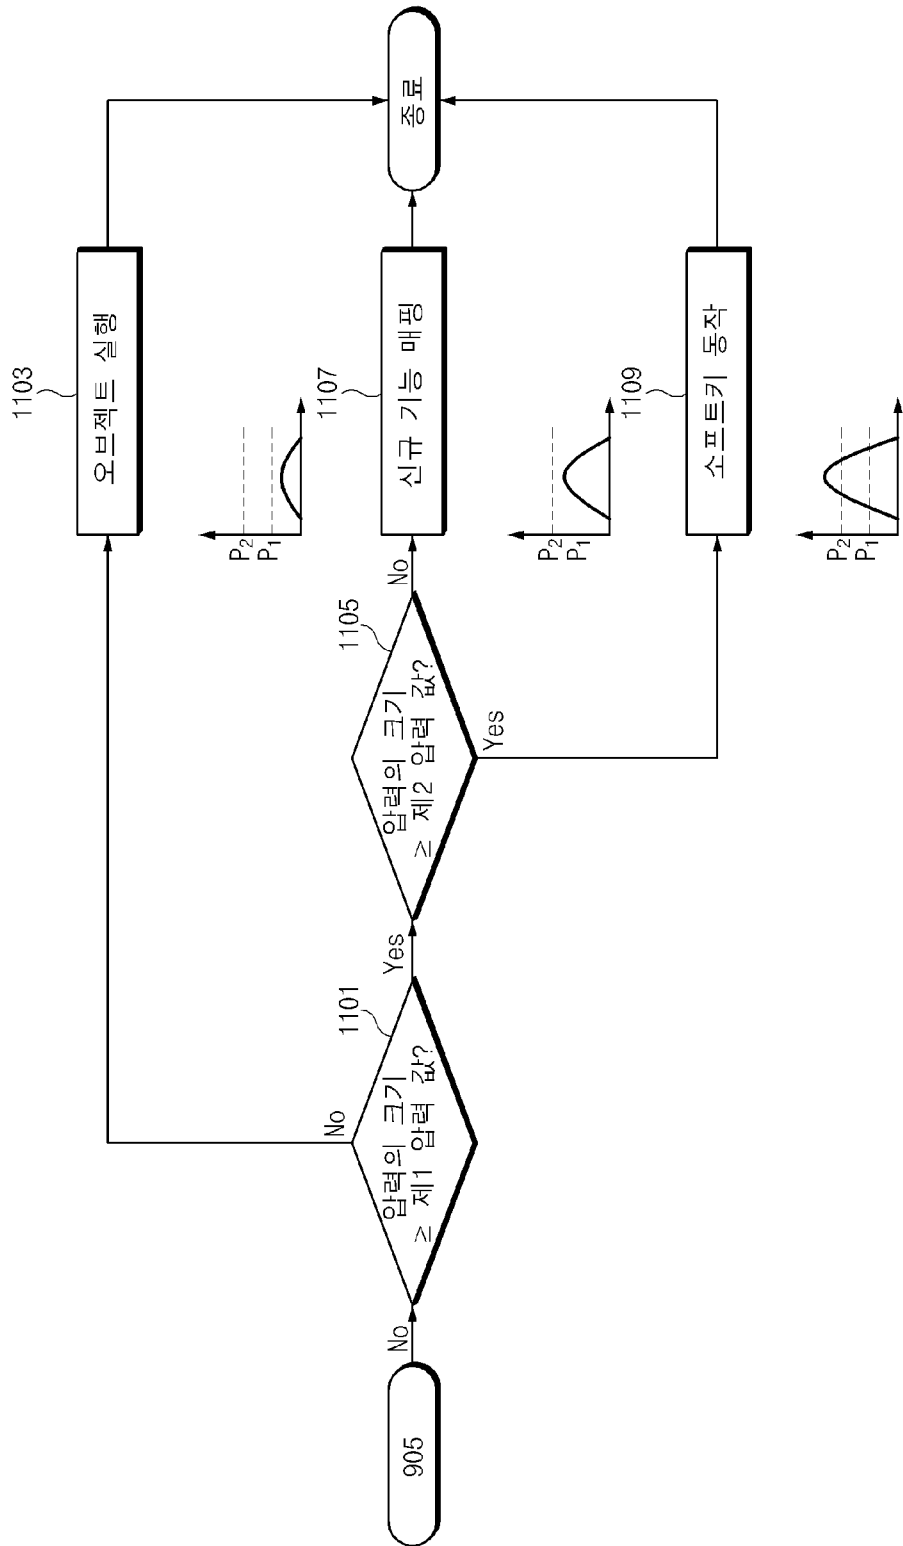 905
No
압력의 크기
≥ 제1 압력 값?
1101
No
Yes
압력의 크기
≥ 제2 압력 값?
1105
No
Yes
오브젝트 실행
1103
P2
P1
신규 기능 매핑
1107
P2
P1
소프트키 동작
1109
P2
P1
종료